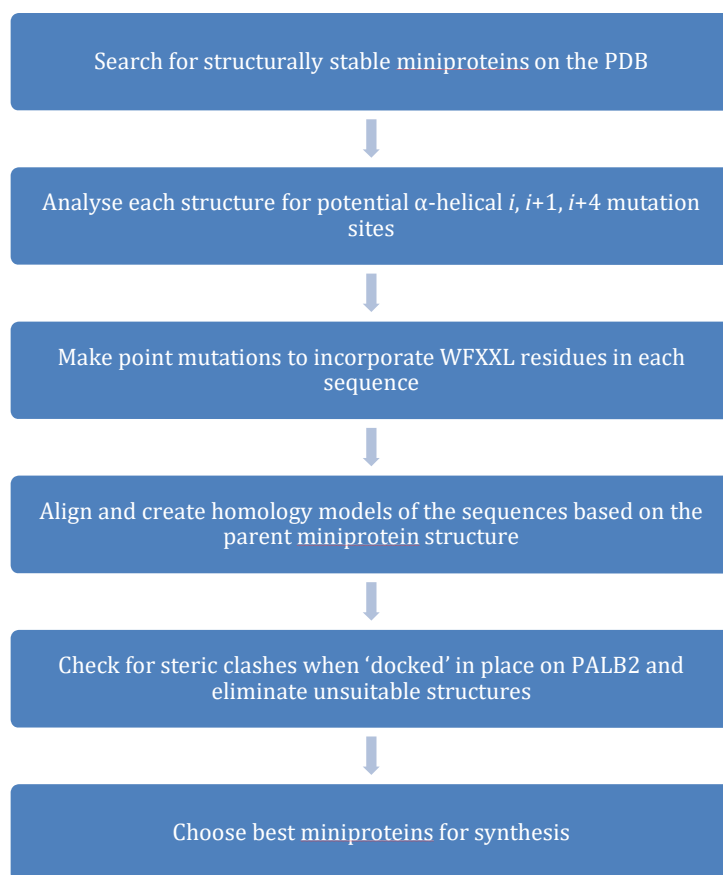 Search for structurally stable miniproteins on the PDB
Analyse each structure for potential α-helical i, i+1, i+4 mutation
sites
Make point mutations to incorporate WFXXL residues in each
sequence
Align and create homology models of the sequences based on the
parent miniprotein structure
Check for steric clashes when ‘docked’ in place on PALB2 and
eliminate unsuitable structures
Choose best miniproteins for synthesis